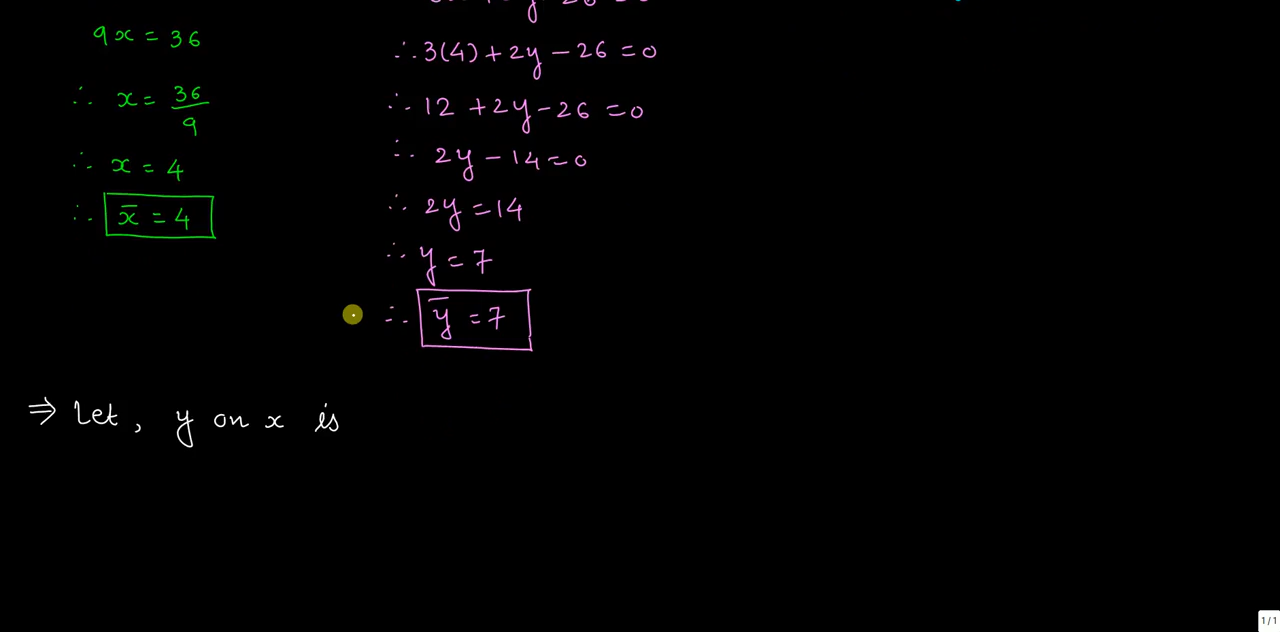 9x = 36
∴ x = 36/9
∴ x = 4
∴ x̄ = 4
∴ 3(4) + 2y - 26 = 0
∴ 12 + 2y - 26 = 0
∴ 2y - 14 = 0
∴ 2y = 14
∴ y = 7
∴ ȳ = 7
⇒ Let, y on x is
1/1